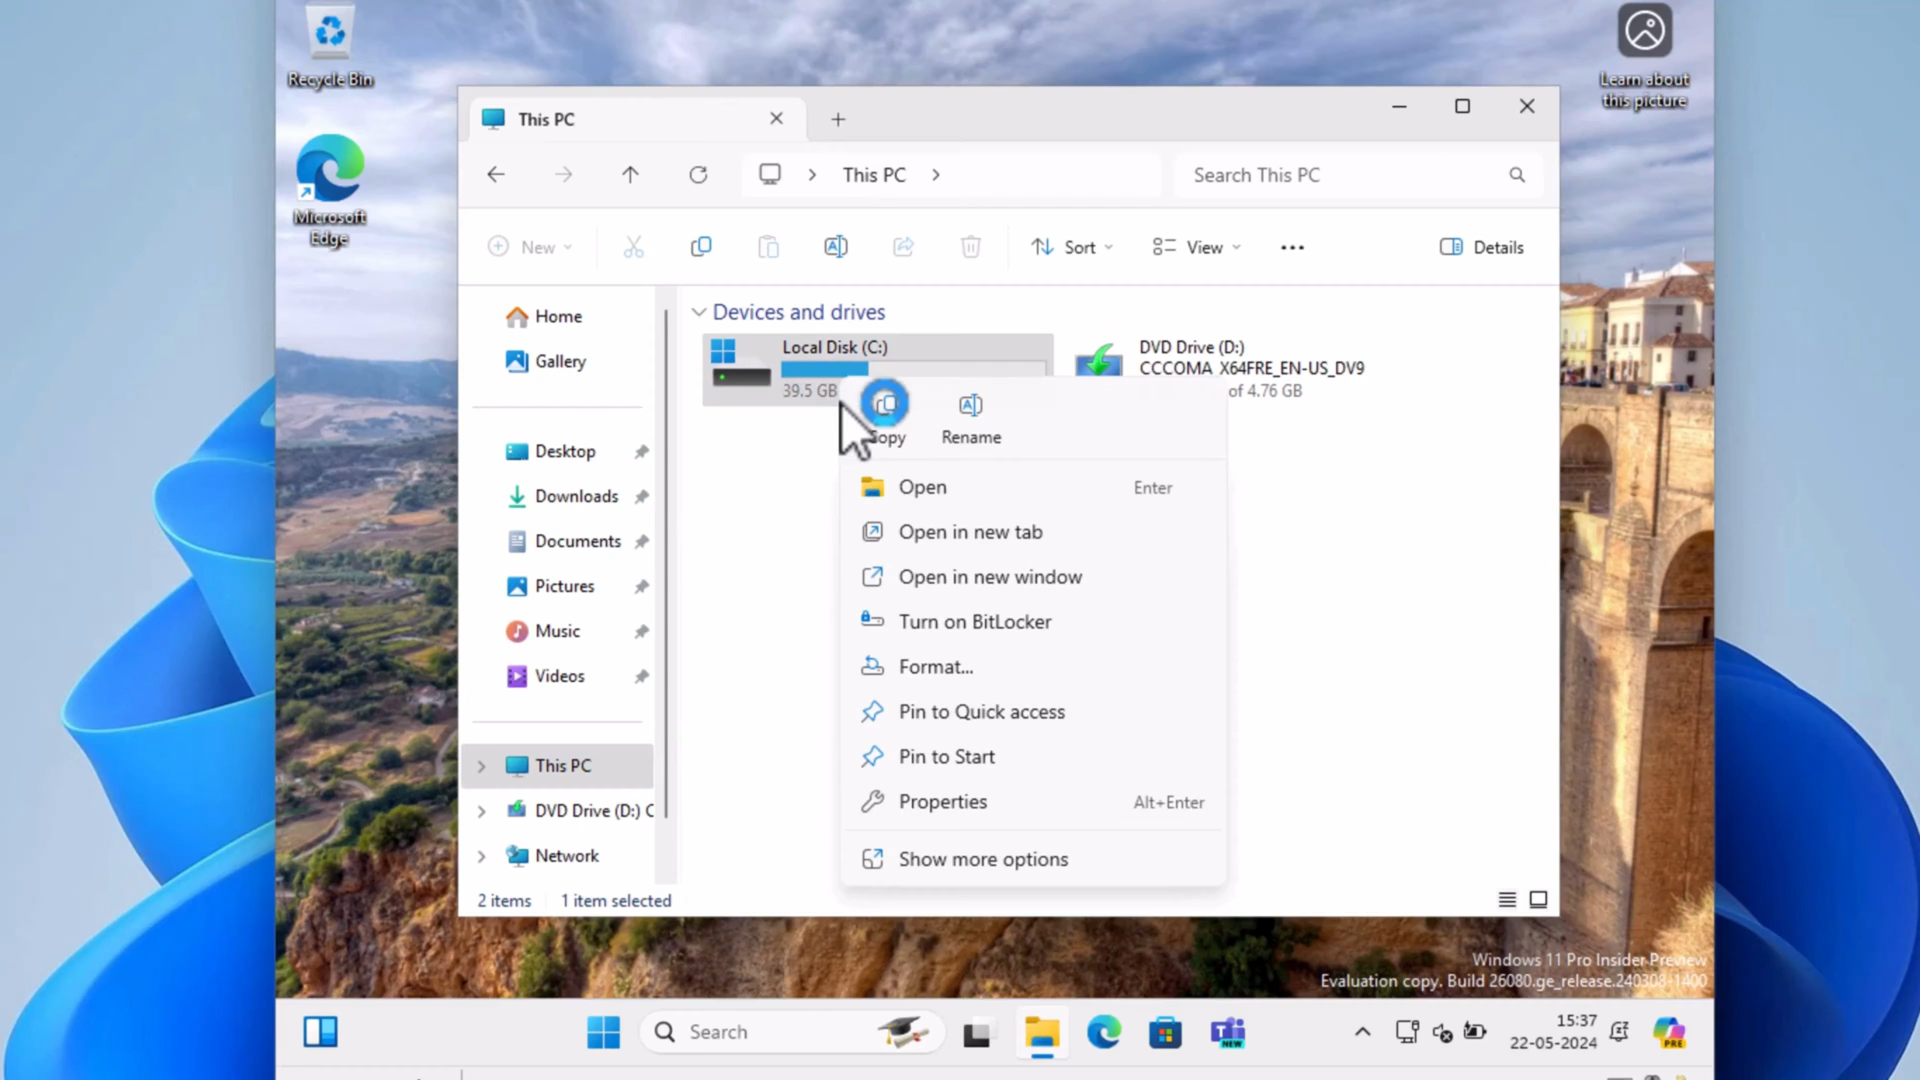 Recycle Bin
Microsoft
Edge
Learn about
this picture
This PC
This PC
Search This PC
New
Sort
View
Details
Home
Gallery
Desktop
Downloads
Documents
Pictures
Music
Videos
This PC
DVD Drive (D:) C
Network
Devices and drives
Local Disk (C:)
39.5 GB
DVD Drive (D:)
CCCOMA_X64FRE_EN-US_DV9
of 4.76 GB
Copy
Rename
Open Enter
Open in new tab
Open in new window
Turn on BitLocker
Format...
Pin to Quick access
Pin to Start
Properties Alt+Enter
Show more options
2 items 1 item selected
Windows 11 Pro Insider Preview
Evaluation copy. Build 26080.ge_release.240308-1400
Search
NEW
15:37
22-05-2024
PRE